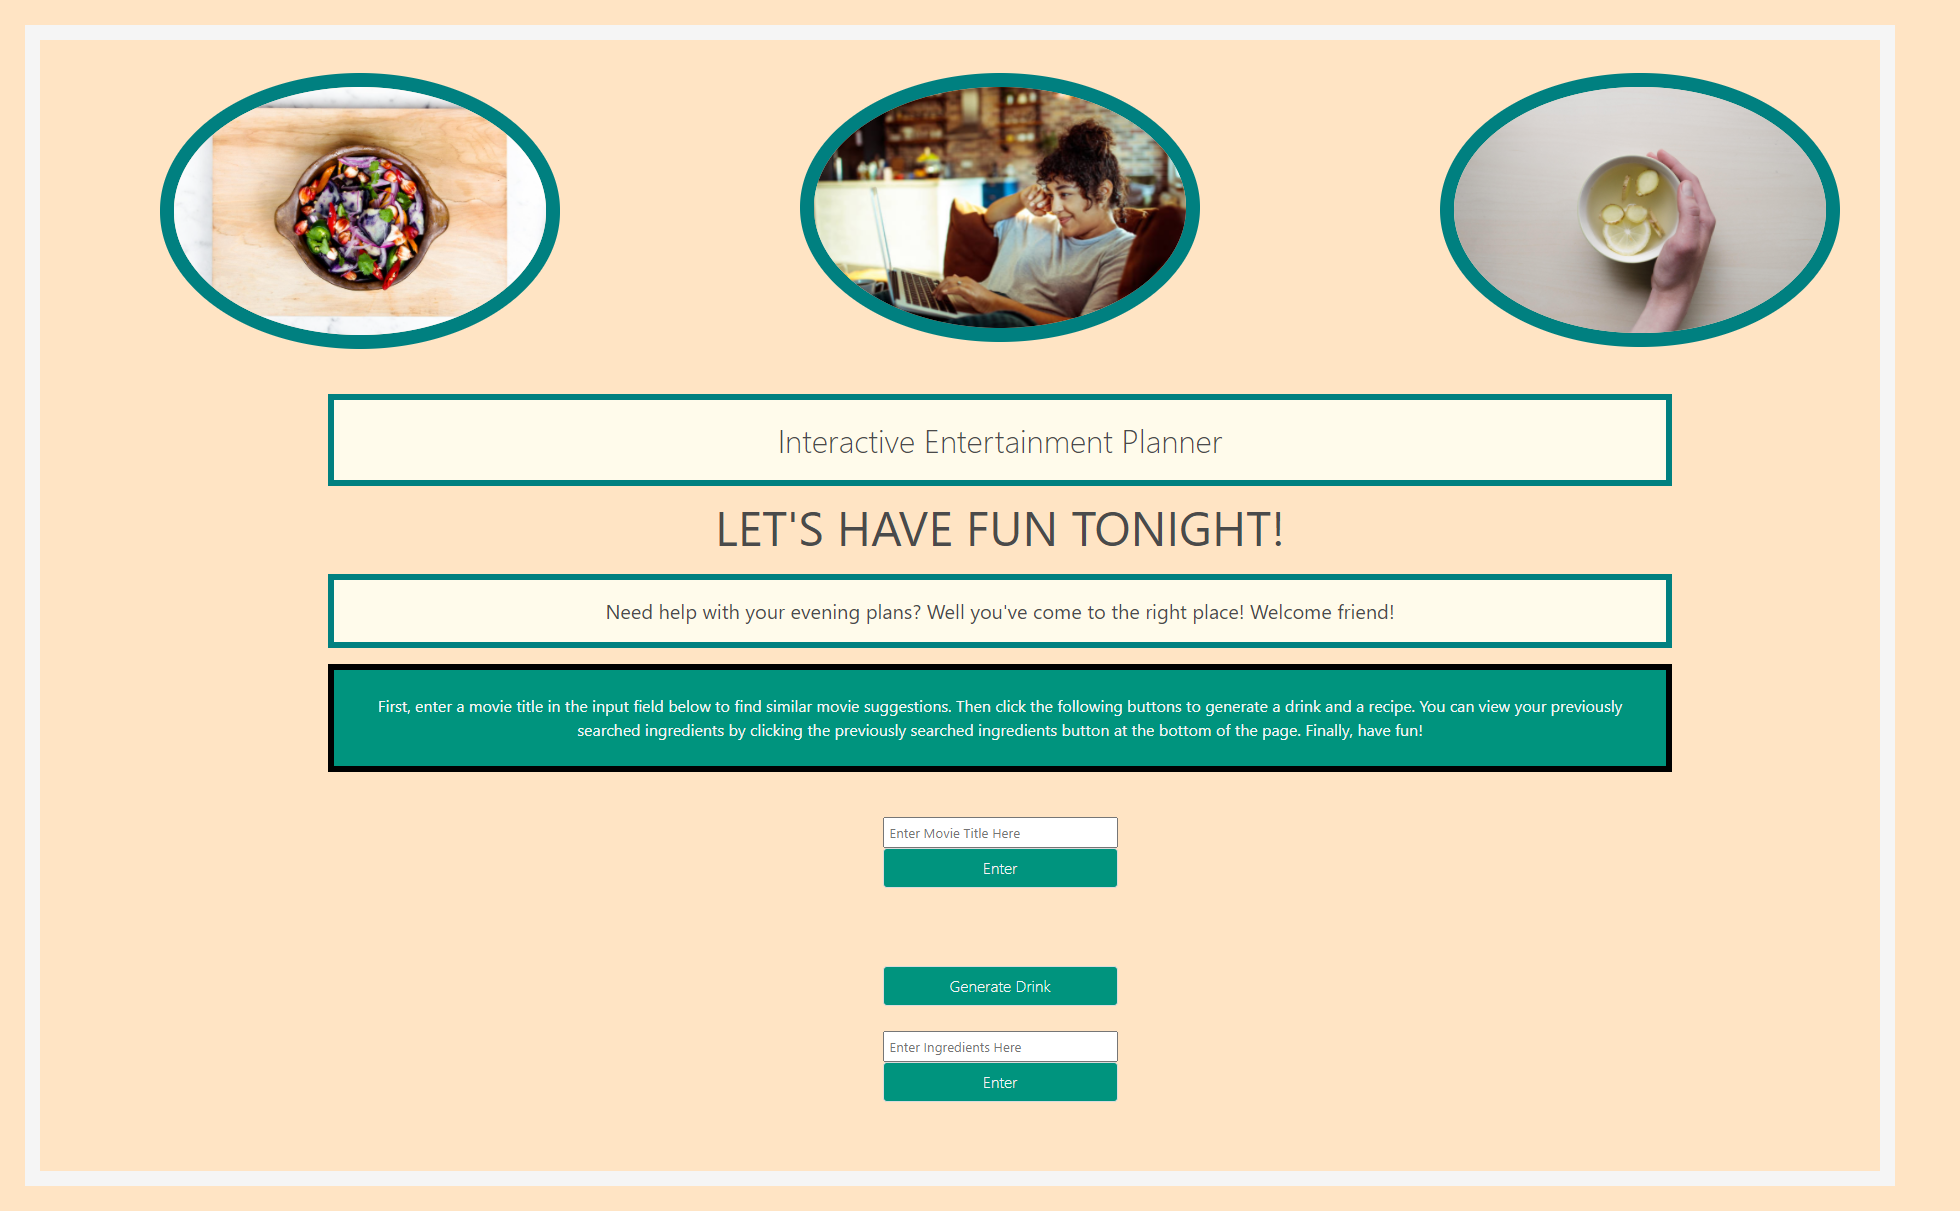 Interactive Entertainment Planner
LET'S HAVE FUN TONIGHT!
Need help with your evening plans? Well you've come to the right place! Welcome friend!
First, enter a movie title in the input field below to find similar movie suggestions. Then click the following buttons to generate a drink and a recipe. You can view your previously
searched ingredients by clicking the previously searched ingredients button at the bottom of the page. Finally, have fun!
Enter Movie Title Here
Enter
Generate Drink
Enter Ingredients Here
Enter